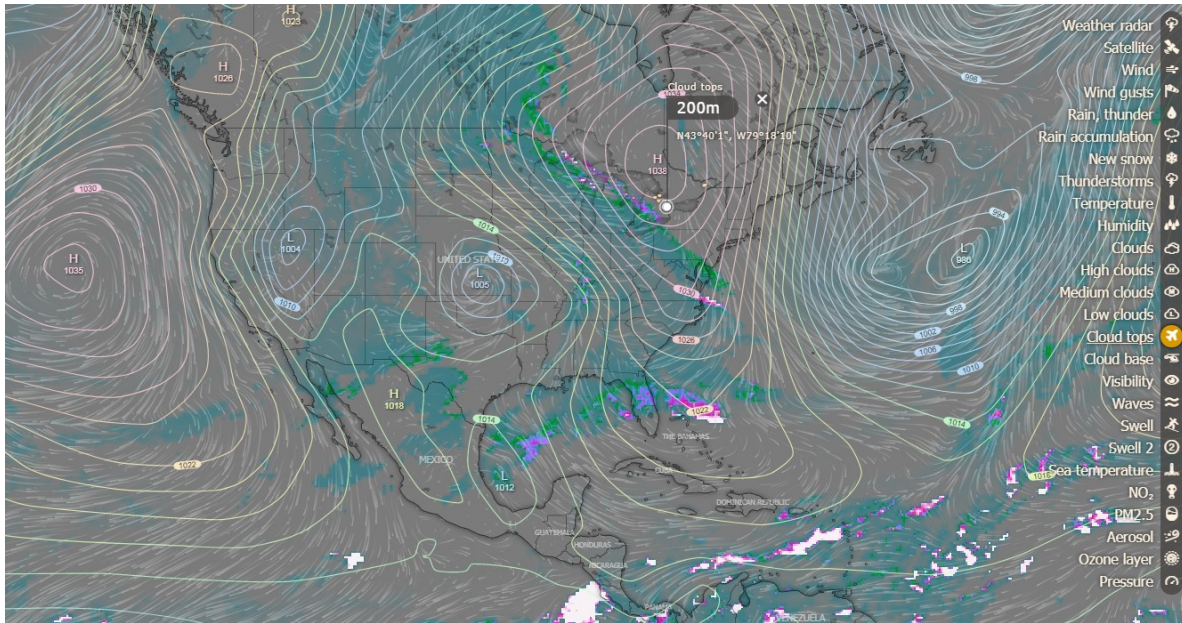 H
1023
H
1026
H
1030
H
1035
L
1004
1010
1014
UNITED STATES
L
1005
Cloud tops
200m
N43°40'1", W79°18'10"
H
1038
1030
1026
1022
998
994
L
980
998
1002
1006
1010
1014
1018
L
H
1018
1014
1022
MEXICO
L
1012
THE BAHAMAS
CUBA
DOMINICAN REPUBLIC
GUATEMALA
HONDURAS
NICARAGUA
PANAMA
VENEZUELA
Weather radar
Satellite
Wind
Wind gusts
Rain, thunder
Rain accumulation
New snow
Thunderstorms
Temperature
Humidity
Clouds
High clouds
Medium clouds
Low clouds
Cloud tops
Cloud base
Visibility
Waves
Swell
Swell 2
Sea temperature
NO₂
PM2.5
Aerosol
Ozone layer
Pressure